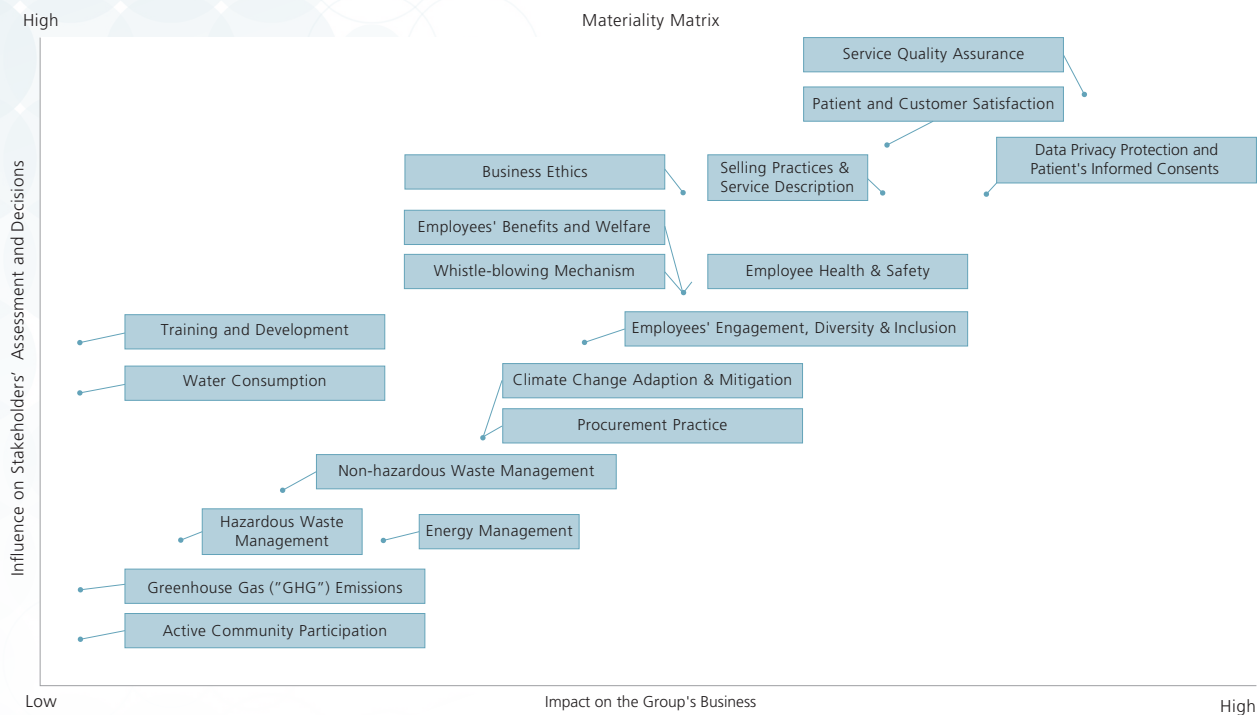 High
Materiality Matrix
Service Quality Assurance
Patient and Customer Satisfaction
Data Privacy Protection and
Patient's Informed Consents
Business Ethics
Selling Practices &
Service Description
Employees' Benefits and Welfare
Whistle-blowing Mechanism
Employee Health & Safety
Training and Development
Employees' Engagement, Diversity & Inclusion
Water Consumption
Climate Change Adaption & Mitigation
Procurement Practice
Non-hazardous Waste Management
Hazardous Waste
Management
Energy Management
Greenhouse Gas ("GHG") Emissions
Active Community Participation
Influence on Stakeholders' Assessment and Decisions
Low
Impact on the Group's Business
High